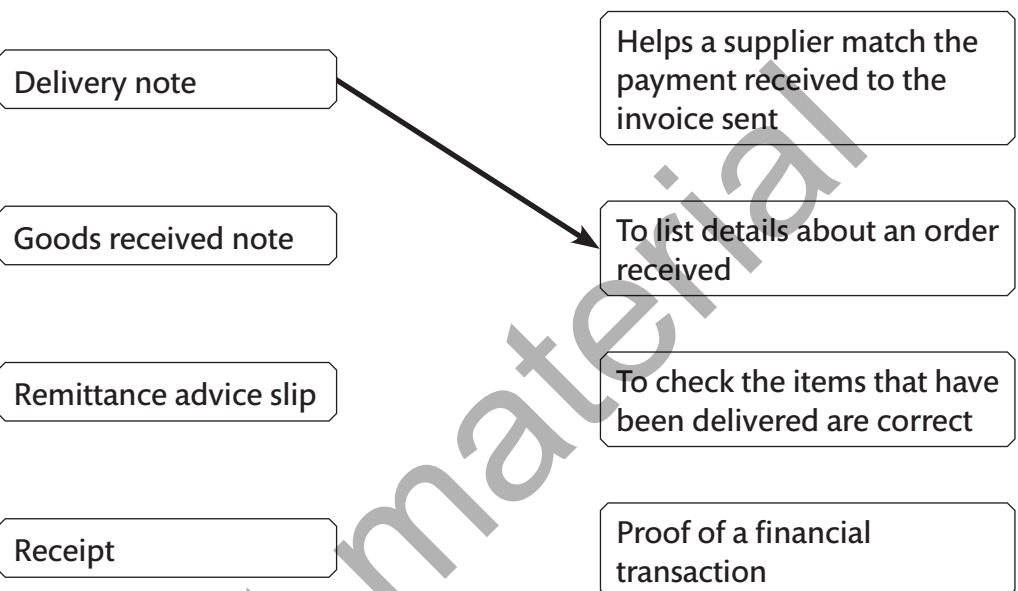 Delivery note
Helps a supplier match the
payment received to the
invoice sent
Goods received note
To list details about an order
received
Remittance advice slip
To check the items that have
been delivered are correct
Receipt
Proof of a financial
transaction
material